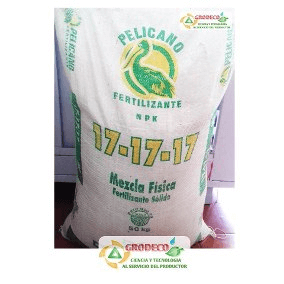 GRODECO
PELICANO
FERTILIZANTE
NPK
17-17-17
Mezcla Física
Fertilizante Sólido
50 kg
GRODECO
CIENCIA Y TECNOLOGIA
AL SERVICIO DEL PRODUCTOR